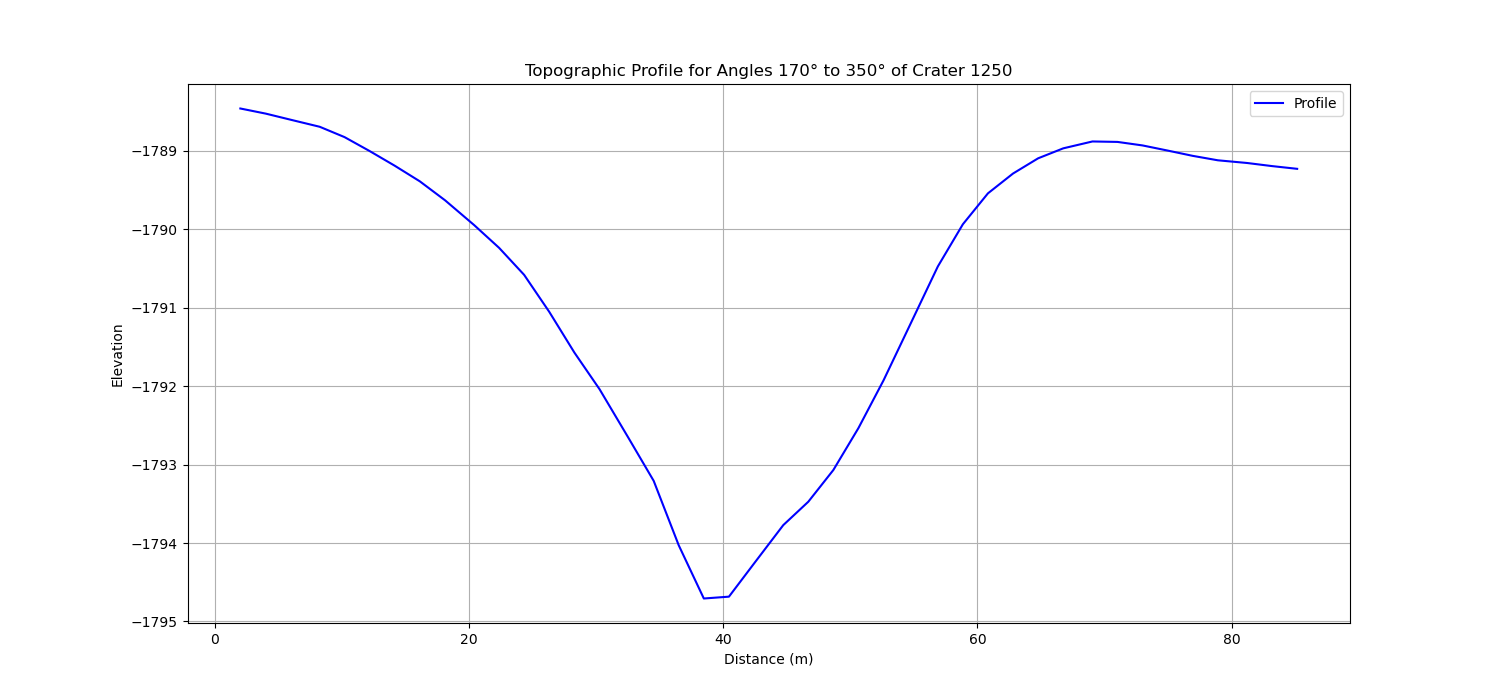 Topographic Profile for Angles 170° to 350° of Crater 1250
Profile
−1789
−1790
−1791
−1792
−1793
−1794
−1795
Elevation
0 20 40 60 80
Distance (m)